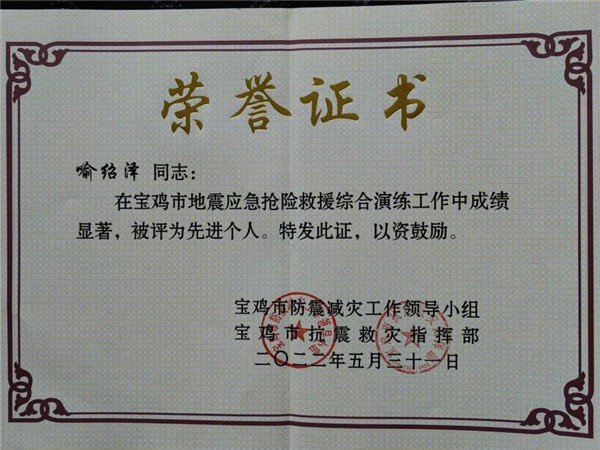 荣誉证书
喻绍泽 同志：
在宝鸡市地震应急抢险救援综合演练工作中成绩
显著，被评为先进个人。特发此证，以资鼓励。
宝鸡市防震减灾工作领导小组
宝鸡市抗震救灾指挥部
二〇二二年五月三十一日